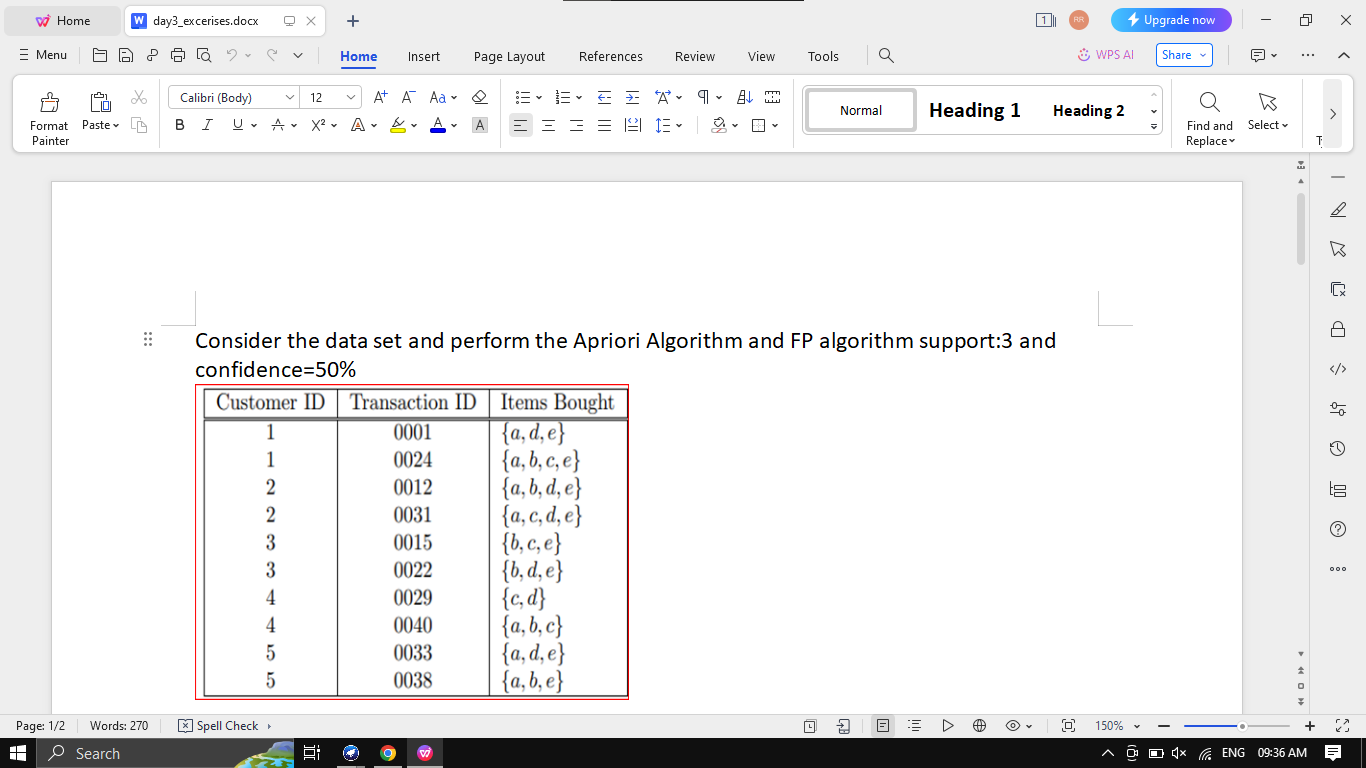 Home day3_excerises.docx 1 RR Upgrade now
Menu Home Insert Page Layout References Review View Tools WPS AI Share
Format Painter Paste Calibri (Body) 12 Normal Heading 1 Heading 2 Find and Replace Select
Consider the data set and perform the Apriori Algorithm and FP algorithm support:3 and
confidence=50%
Customer ID Transaction ID Items Bought
1 0001 {a, d, e}
1 0024 {a, b, c, e}
2 0012 {a, b, d, e}
2 0031 {a, c, d, e}
3 0015 {b, c, e}
3 0022 {b, d, e}
4 0029 {c, d}
4 0040 {a, b, c}
5 0033 {a, d, e}
5 0038 {a, b, e}
Page: 1/2 Words: 270 Spell Check 150%
Search ENG 09:36 AM